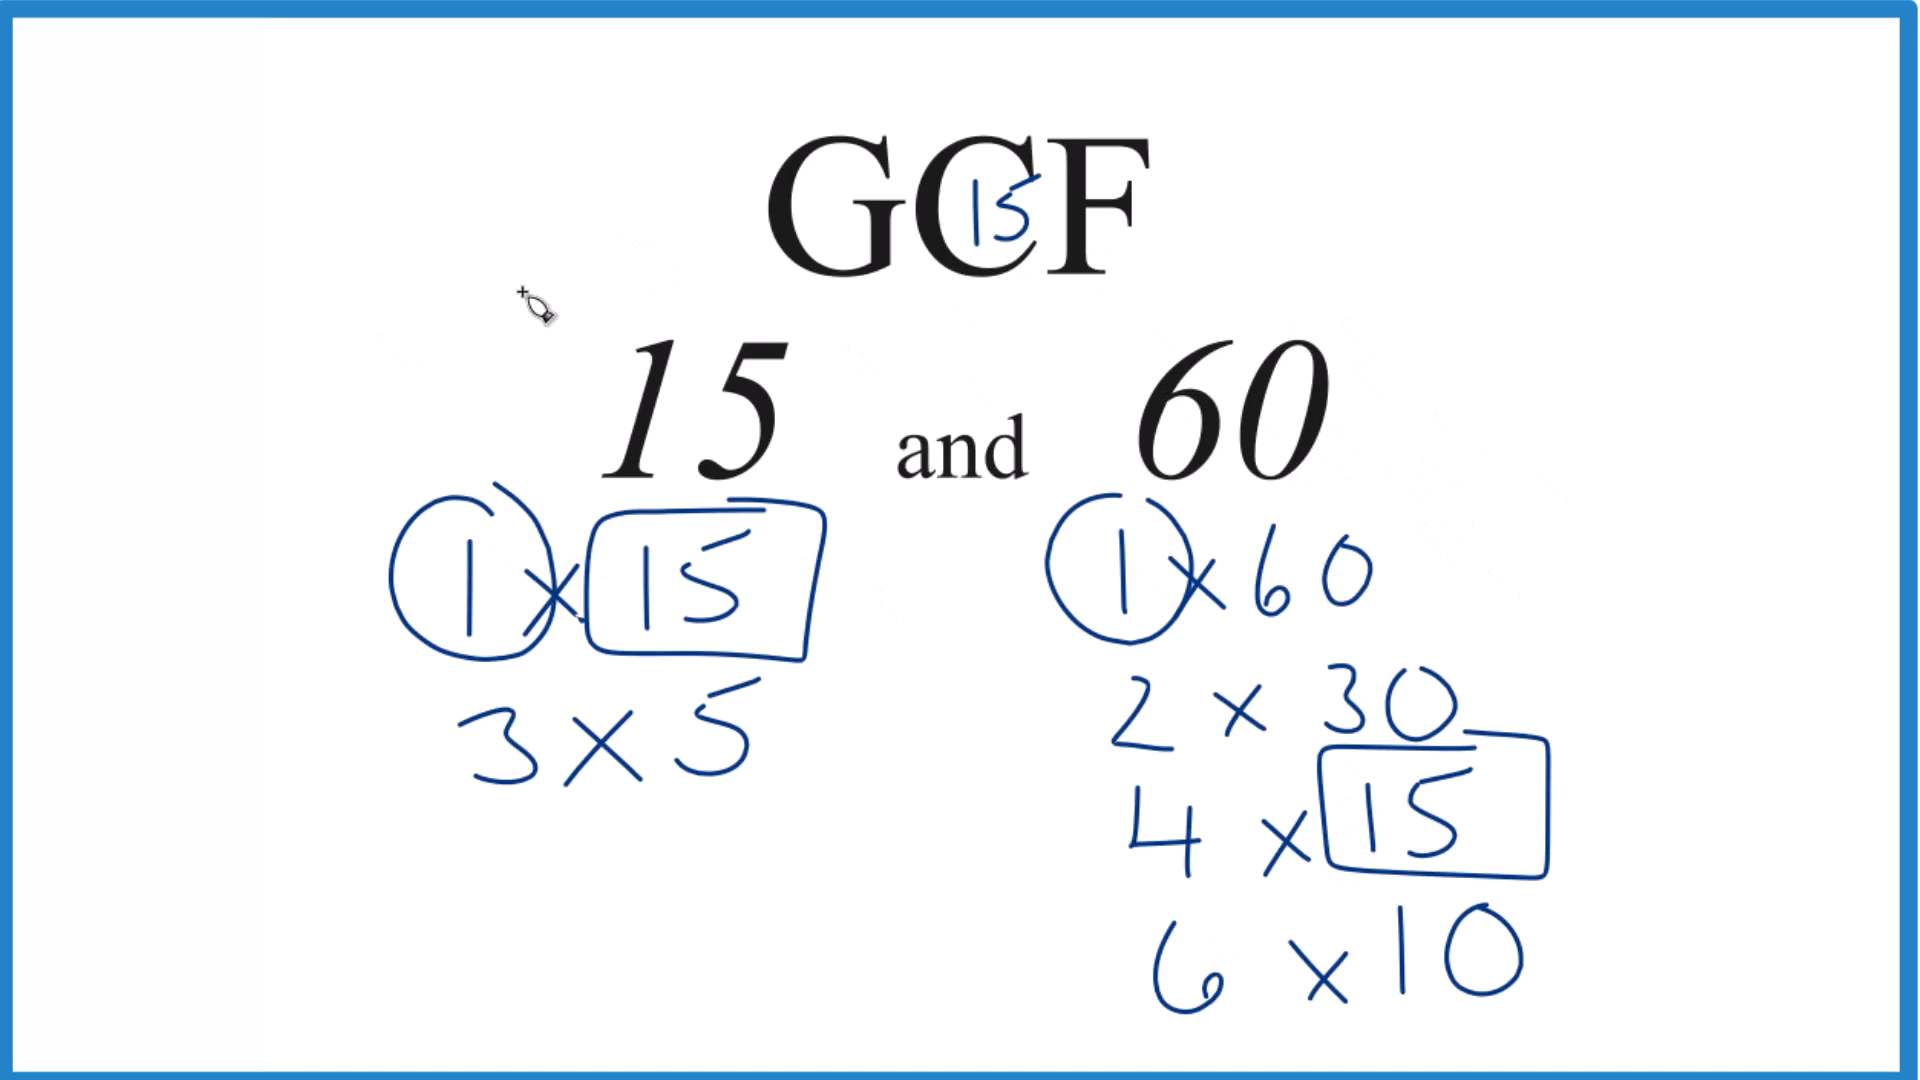 GCF
15
15 and 60
1 x 15 1 x 60
3 x 5 2 x 30
4 x 15
6 x 10